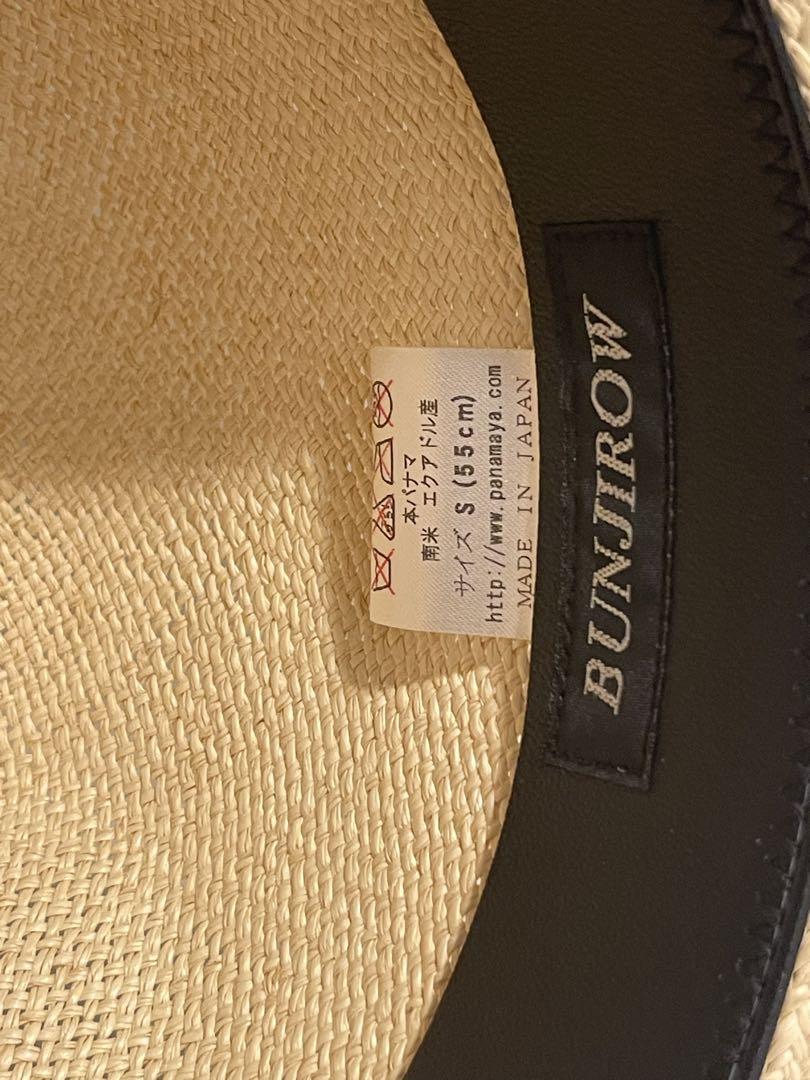 本パナマ
南米 エクアドル産
サイズ S (55cm)
http://www.panamaya.com
MADE IN JAPAN
BUNJIROW